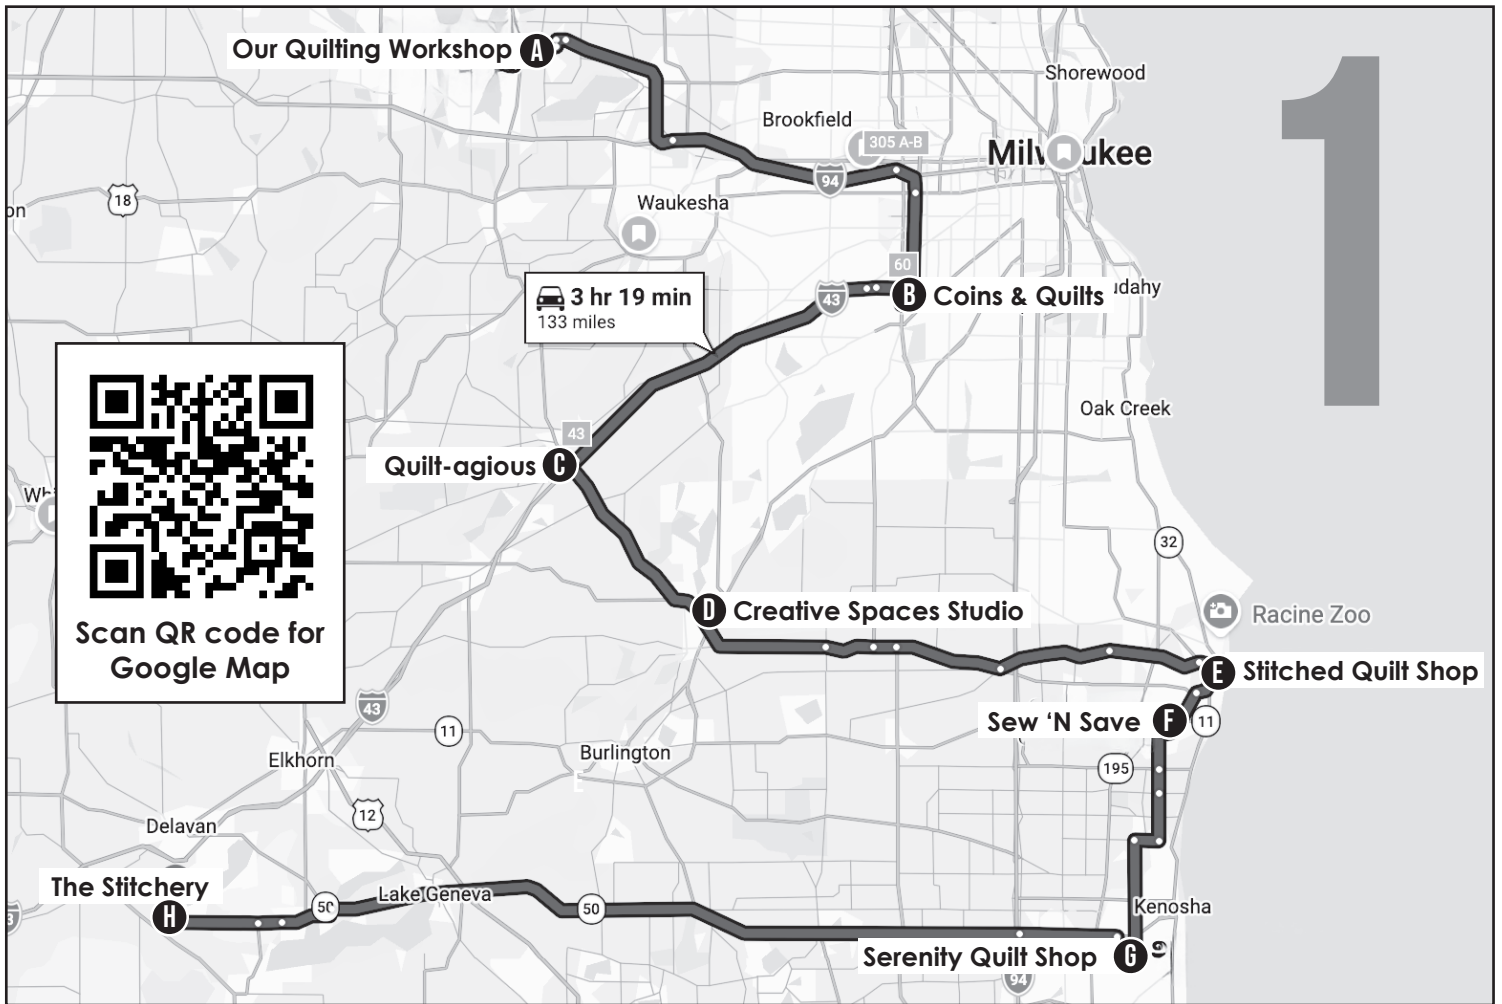 Our Quilting Workshop A
Shorewood
1
Brookfield
305 A-B
94
18
on
Waukesha
60
3 hr 19 min
133 miles
43
B Coins & Quilts
udahy
Oak Creek
43
Quilt-agious C
Scan QR code for
Google Map
32
D Creative Spaces Studio
Racine Zoo
E Stitched Quilt Shop
Sew ‘N Save F
11
43
11
Elkhorn
Burlington
E
195
12
Delavan
The Stitchery
H
50
Lake Geneva
50
Kenosha
Serenity Quilt Shop G
94